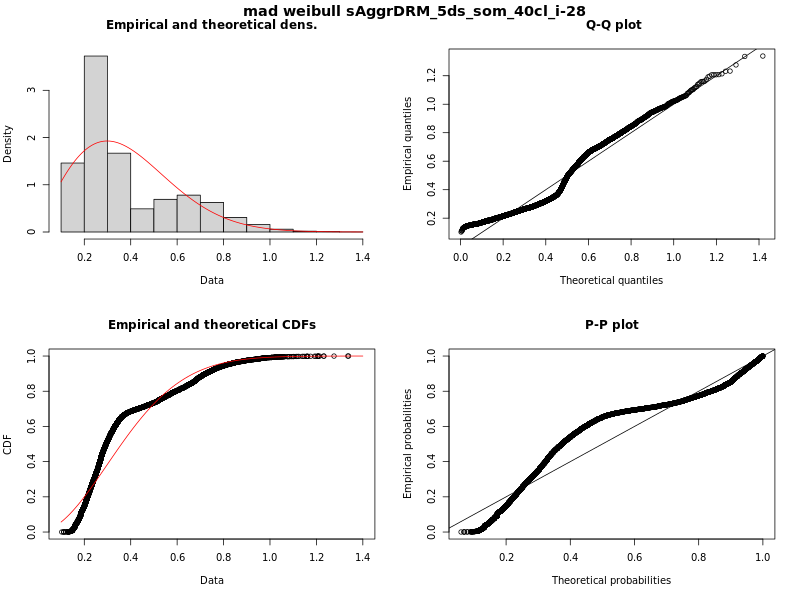 mad weibull sAggrDRM_5ds_som_40cl_i-28
Empirical and theoretical dens.
Density
0 1 2 3
0.2 0.4 0.6 0.8 1.0 1.2 1.4
Data
Q-Q plot
Empirical quantiles
0.2 0.4 0.6 0.8 1.0 1.2
0.0 0.2 0.4 0.6 0.8 1.0 1.2 1.4
Theoretical quantiles
Empirical and theoretical CDFs
CDF
0.0 0.2 0.4 0.6 0.8 1.0
0.2 0.4 0.6 0.8 1.0 1.2 1.4
Data
P-P plot
Empirical probabilities
0.0 0.2 0.4 0.6 0.8 1.0
0.2 0.4 0.6 0.8 1.0
Theoretical probabilities